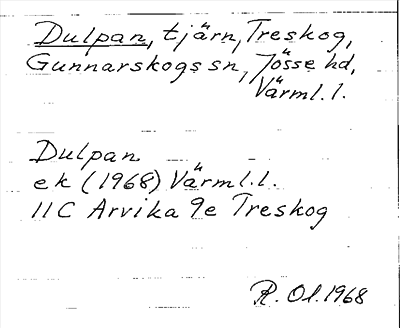 Dulpan, tjärn, Treskog,
Gunnarskogs sn, Jösse hd,
Värml. l.
Dulpan
ek (1968) Värml. l.
11C Arvika 9e Treskog
R. Ol. 1968